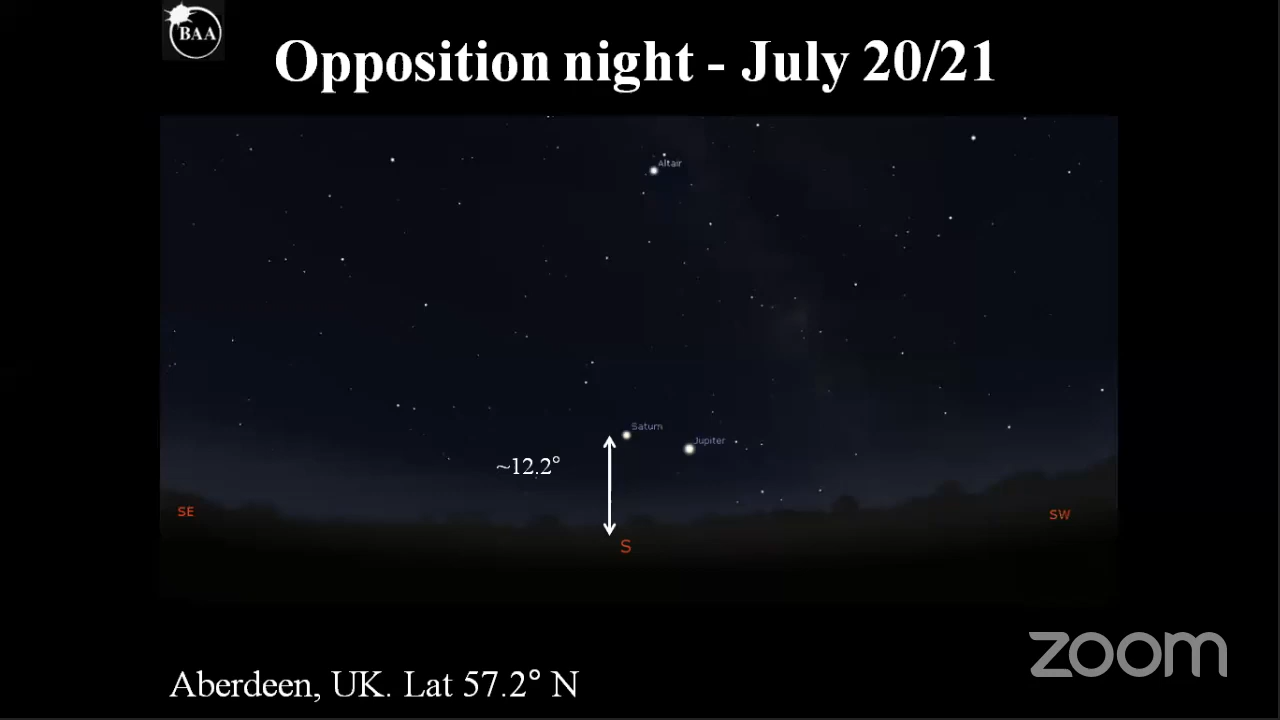 BAA
Opposition night - July 20/21
Altair
Saturn
Jupiter
~12.2°
SE
SW
S
zoom
Aberdeen, UK. Lat 57.2° N